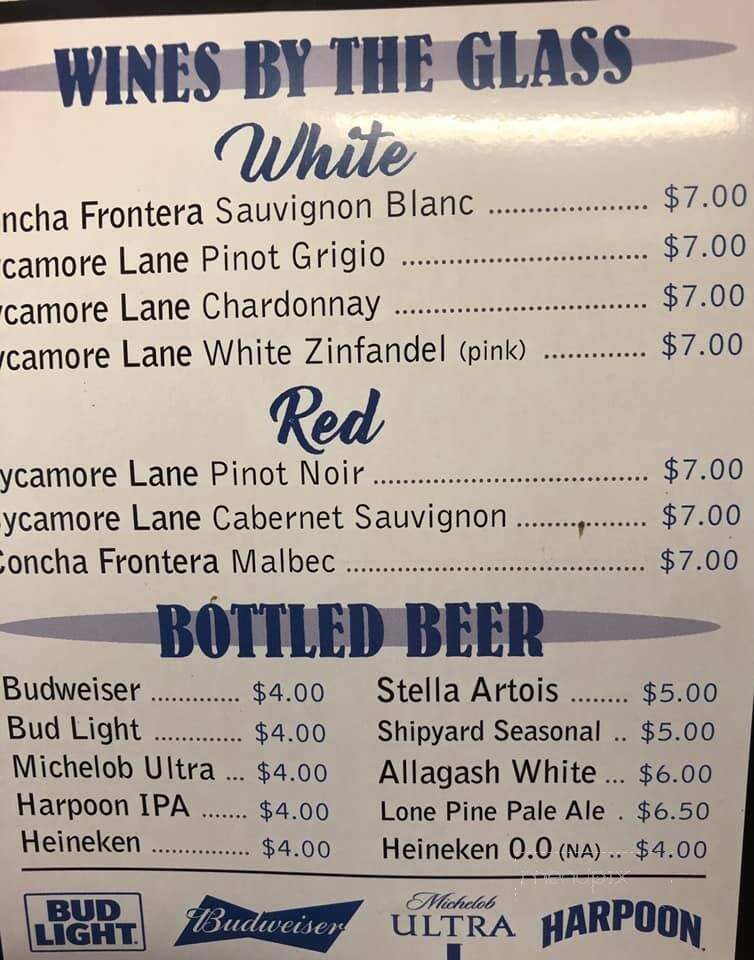 WINES BY THE GLASS
White
ncha Frontera Sauvignon Blanc .................... $7.00
camore Lane Pinot Grigio ............................... $7.00
ycamore Lane Chardonnay ................................ $7.00
ycamore Lane White Zinfandel (pink) ............. $7.00
Red
ycamore Lane Pinot Noir ................................... $7.00
ycamore Lane Cabernet Sauvignon ................. $7.00
Concha Frontera Malbec ...................................... $7.00
BOTTLED BEER
Budweiser ............ $4.00
Bud Light ............. $4.00
Michelob Ultra ... $4.00
Harpoon IPA ....... $4.00
Heineken .............. $4.00
Stella Artois ........ $5.00
Shipyard Seasonal .. $5.00
Allagash White ... $6.00
Lone Pine Pale Ale . $6.50
Heineken 0.0 (NA) .. $4.00
menupix
BUD
LIGHT.
Budweiser
Michelob
ULTRA
HARPOON